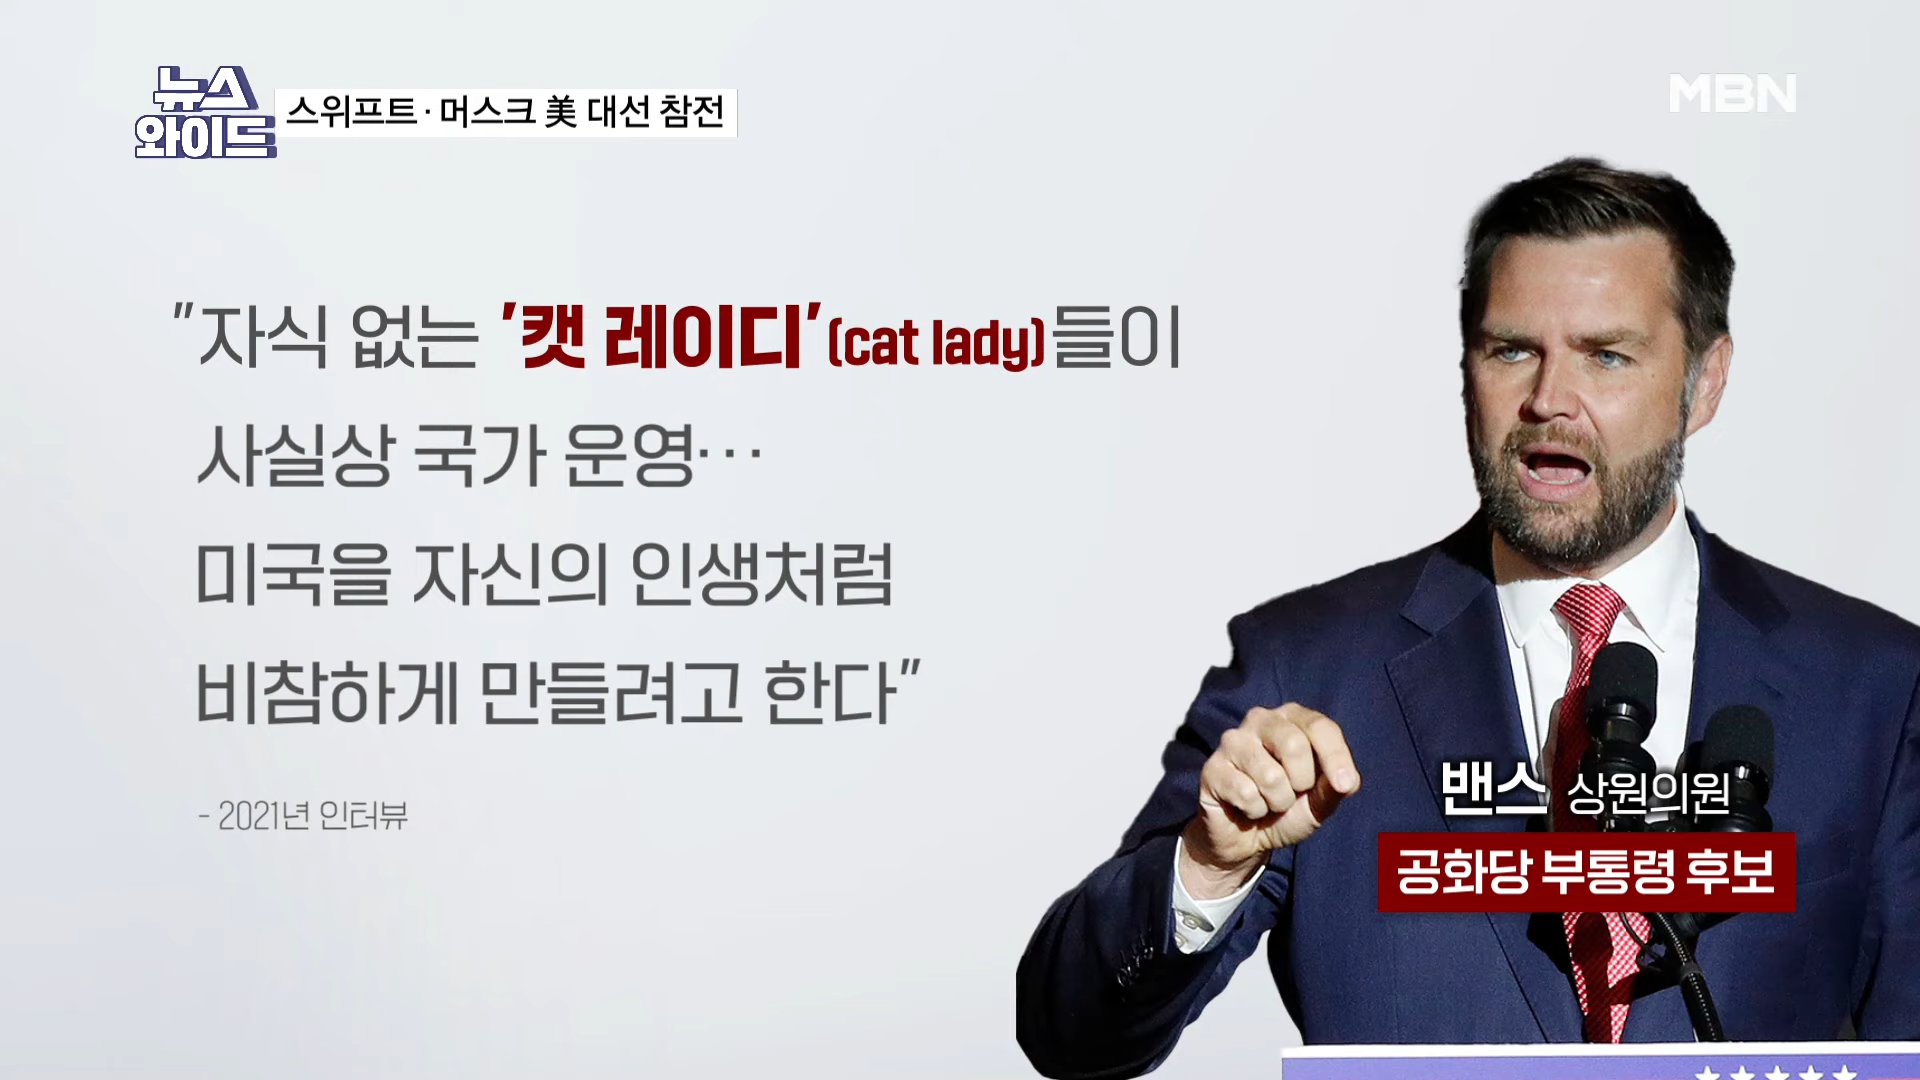 뉴스
와이드
스위프트·머스크 美 대선 참전
MBN
"자식 없는 '캣 레이디'(cat lady)들이
사실상 국가 운영…
미국을 자신의 인생처럼
비참하게 만들려고 한다"
- 2021년 인터뷰
밴스 상원의원
공화당 부통령 후보